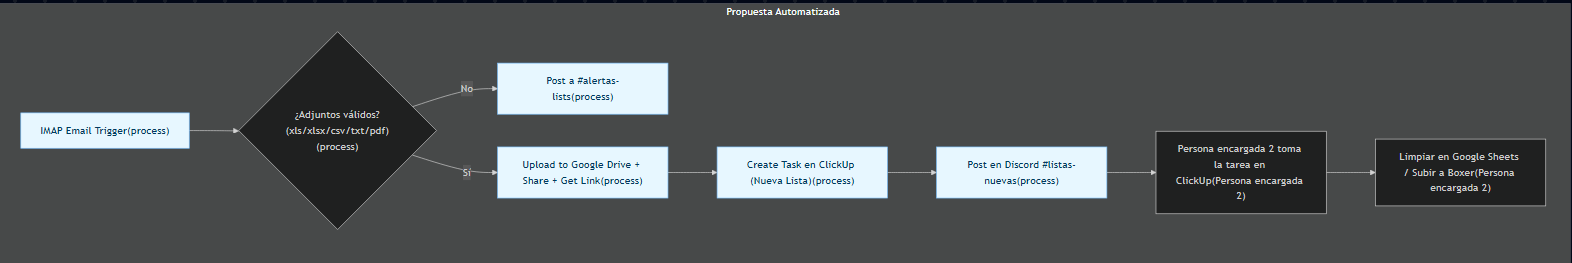 Propuesta Automatizada
IMAP Email Trigger(process)
¿Adjuntos válidos?
(xls/xlsx/csv/txt/pdf)
(process)
No
Post a #alertas-
lists(process)
Sí
Upload to Google Drive +
Share + Get Link(process)
Create Task en ClickUp
(Nueva Lista)(process)
Post en Discord #listas-
nuevas(process)
Persona encargada 2 toma
la tarea en
ClickUp(Persona encargada
2)
Limpiar en Google Sheets
/ Subir a Boxer(Persona
encargada 2)